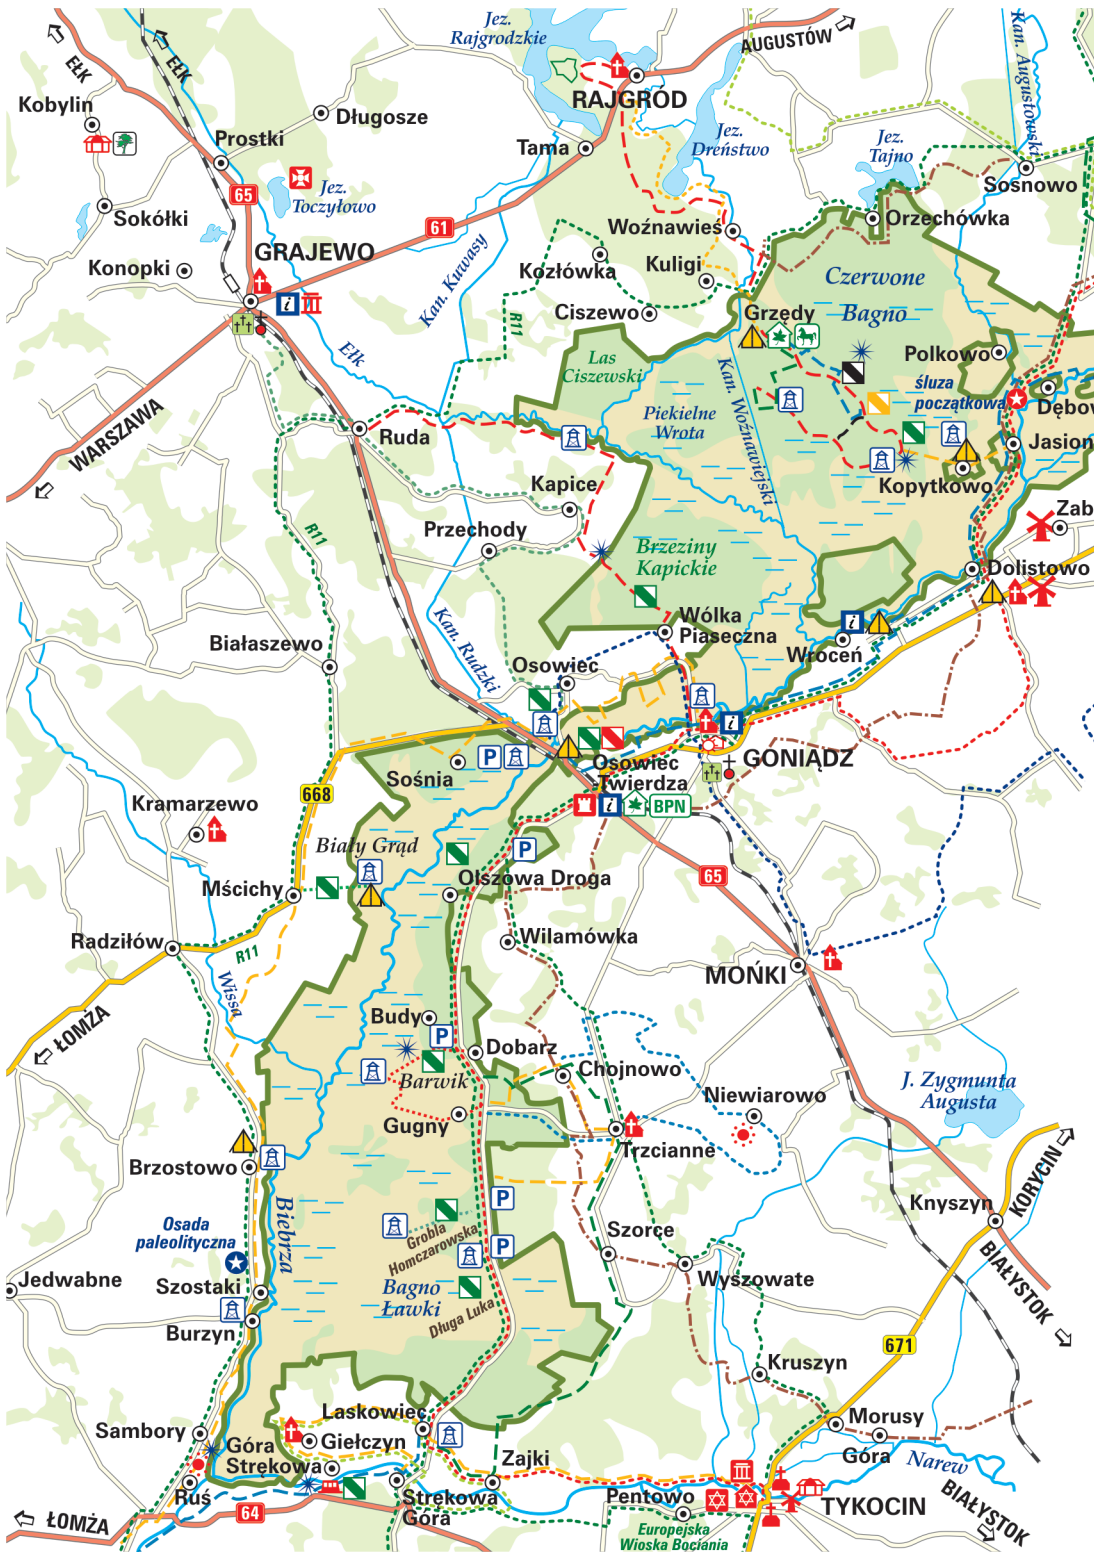 Jez.
Rajgrodzkie
EŁK
EŁK
AUGUSTÓW
Kan. Augustowski
Kobylin
Długosze
RAJGRÓD
Prostki
Tama
Jez.
Dreństwo
Jez.
Tajno
65
Jez.
Toczyłowo
Sosnowo
Sokółki
61
Woźnawieś
Orzechówka
GRAJEWO
Konopki
Kan. Kuwasy
Kozłówka
Kuligi
Czerwone
Bagno
i
R11
Ciszewo
Grzędy
Ełk
Las
Ciszewski
Kan. Woźnawiejski
Polkowo
śluza
początkowa
Dębow
WARSZAWA
Ruda
Piekielne
Wrota
Jasion
Kapice
Kopytkowo
Zab
R11
Przechody
Brzeziny
Kapickie
Dolistowo
Kan. Rudzki
Wólka
Piaseczna
i
Białaszewo
Wroceń
Osowiec
i
P
Sośnia
Osowiec
Twierdza
GONIĄDZ
668
i
BPN
Kramarzewo
Biały Grąd
P
65
Mścichy
Olszowa Droga
Radziłów
R11
Wilamówka
MOŃKI
Wissa
ŁOMŻA
Budy
P
Dobarz
Barwik
Chojnowo
J. Zygmunta
Augusta
Niewiarowo
Gugny
Trzcianne
KORYCIN
Brzostowo
Biebrza
P
Knyszyn
Osada
paleolityczna
Grobla
Homczarowska
Szorce
P
BIAŁYSTOK
Jedwabne
Szostaki
Bagno
Ławki
Wyszowate
Długa Luka
Burzyn
671
Kruszyn
Laskowiec
Morusy
Sambory
Góra
Strękowa
Giełczyn
Zajki
Góra
Narew
Ruś
Strękowa
Góra
Pentowo
TYKOCIN
BIAŁYSTOK
64
ŁOMŻA
Europejska
Wioska Bociania